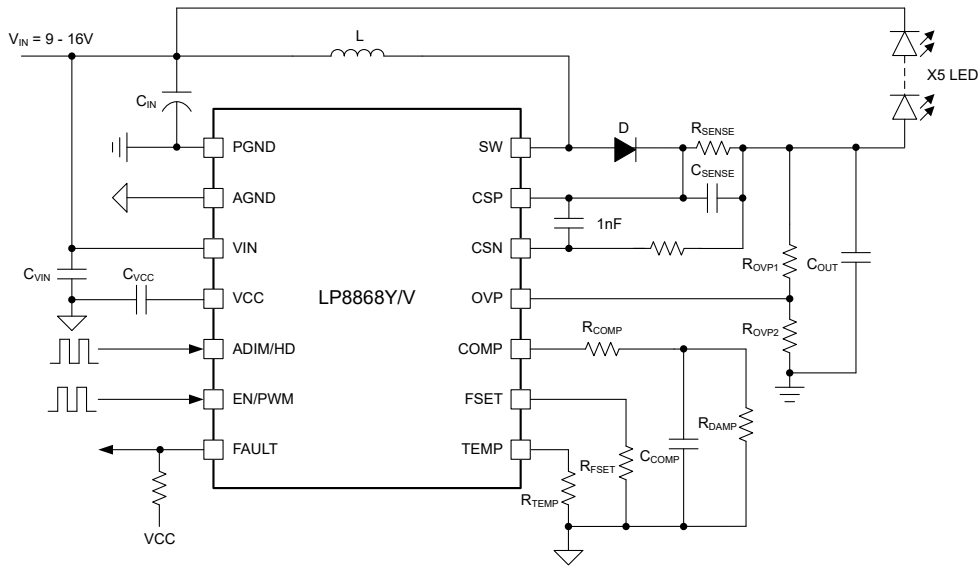 V_IN = 9 - 16V
L
X5 LED
C_IN
D
R_SENSE
PGND
SW
C_SENSE
AGND
CSP
1nF
VIN
CSN
R_OVP1
C_OUT
C_VIN
C_VCC
VCC
LP8868Y/V
OVP
R_OVP2
R_COMP
ADIM/HD
COMP
EN/PWM
FSET
R_DAMP
FAULT
TEMP
R_FSET
C_COMP
R_TEMP
VCC